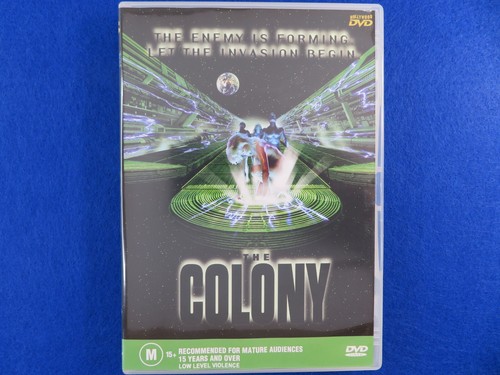 HOLLYWOOD
DVD
THE ENEMY IS FORMING.
LET THE INVASION BEGIN
THE
COLONY
M 15+ RECOMMENDED FOR MATURE AUDIENCES
15 YEARS AND OVER
LOW LEVEL VIOLENCE
DVD